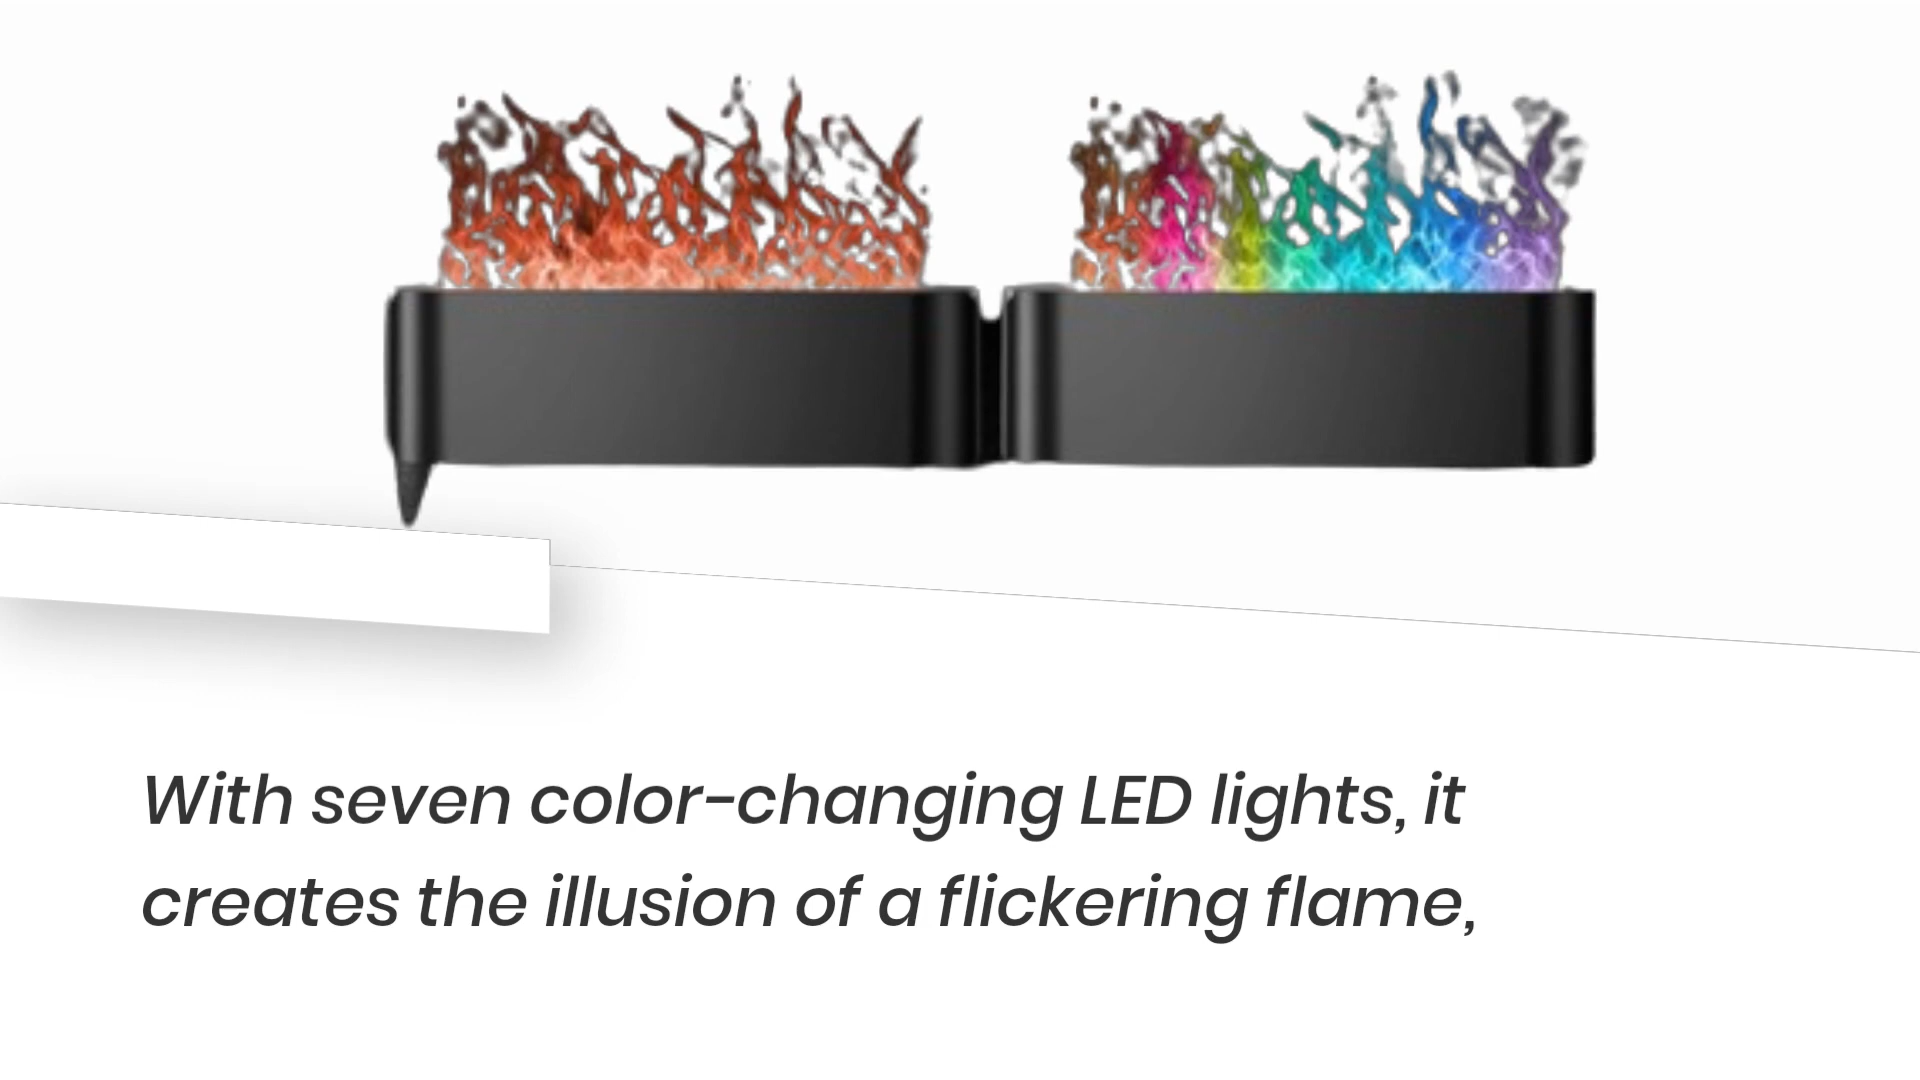 With seven color-changing LED lights, it
creates the illusion of a flickering flame,